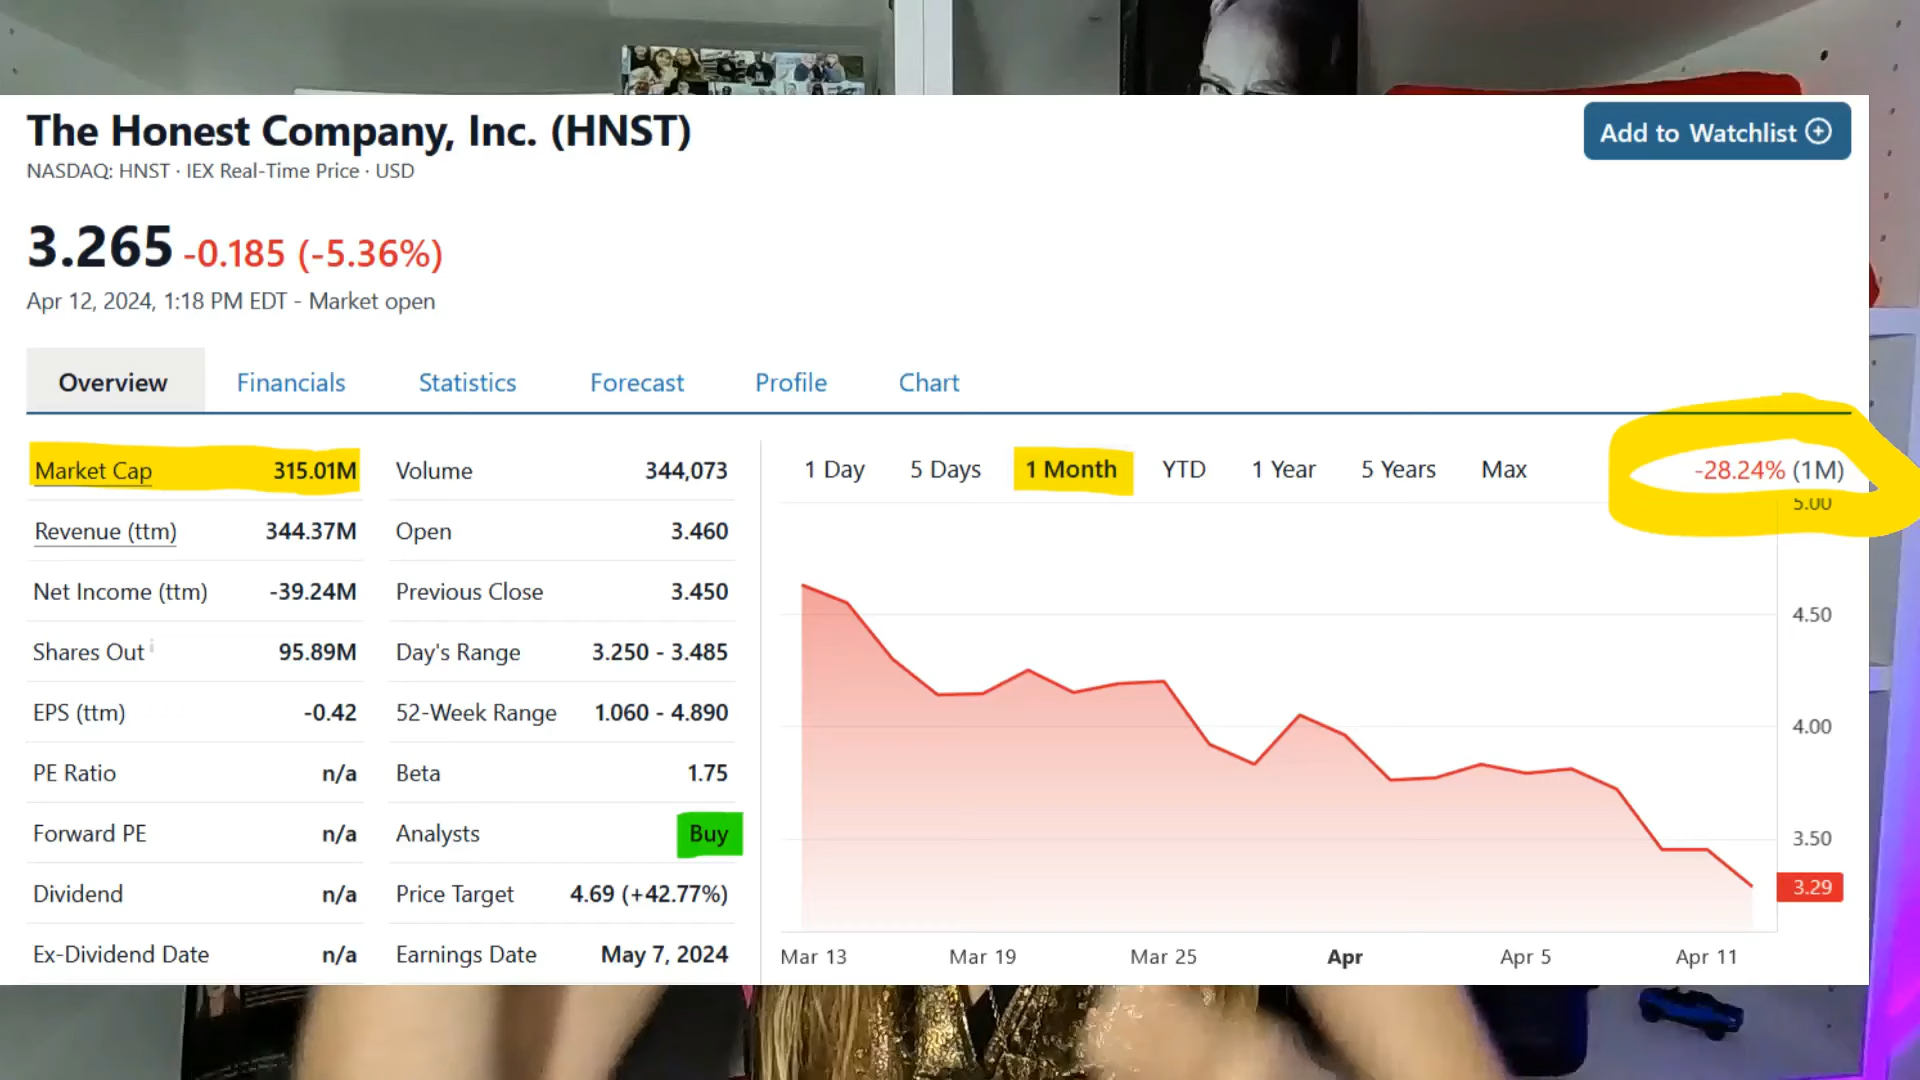 The Honest Company, Inc. (HNST)
Add to Watchlist
NASDAQ: HNST · IEX Real-Time Price · USD
3.265 -0.185 (-5.36%)
Apr 12, 2024, 1:18 PM EDT - Market open
Overview Financials Statistics Forecast Profile Chart
Market Cap 315.01M
Revenue (ttm) 344.37M
Net Income (ttm) -39.24M
Shares Out i 95.89M
EPS (ttm) -0.42
PE Ratio n/a
Forward PE n/a
Dividend n/a
Ex-Dividend Date n/a
Volume 344,073
Open 3.460
Previous Close 3.450
Day's Range 3.250 - 3.485
52-Week Range 1.060 - 4.890
Beta 1.75
Analysts Buy
Price Target 4.69 (+42.77%)
Earnings Date May 7, 2024
1 Day 5 Days 1 Month YTD 1 Year 5 Years Max
-28.24% (1M)
5.00
4.50
4.00
3.50
3.29
Mar 13 Mar 19 Mar 25 Apr Apr 5 Apr 11